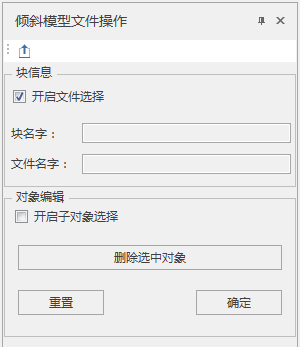 倾斜模型文件操作
块信息
开启文件选择
块名字：
文件名字：
对象编辑
开启子对象选择
删除选中对象
重置
确定